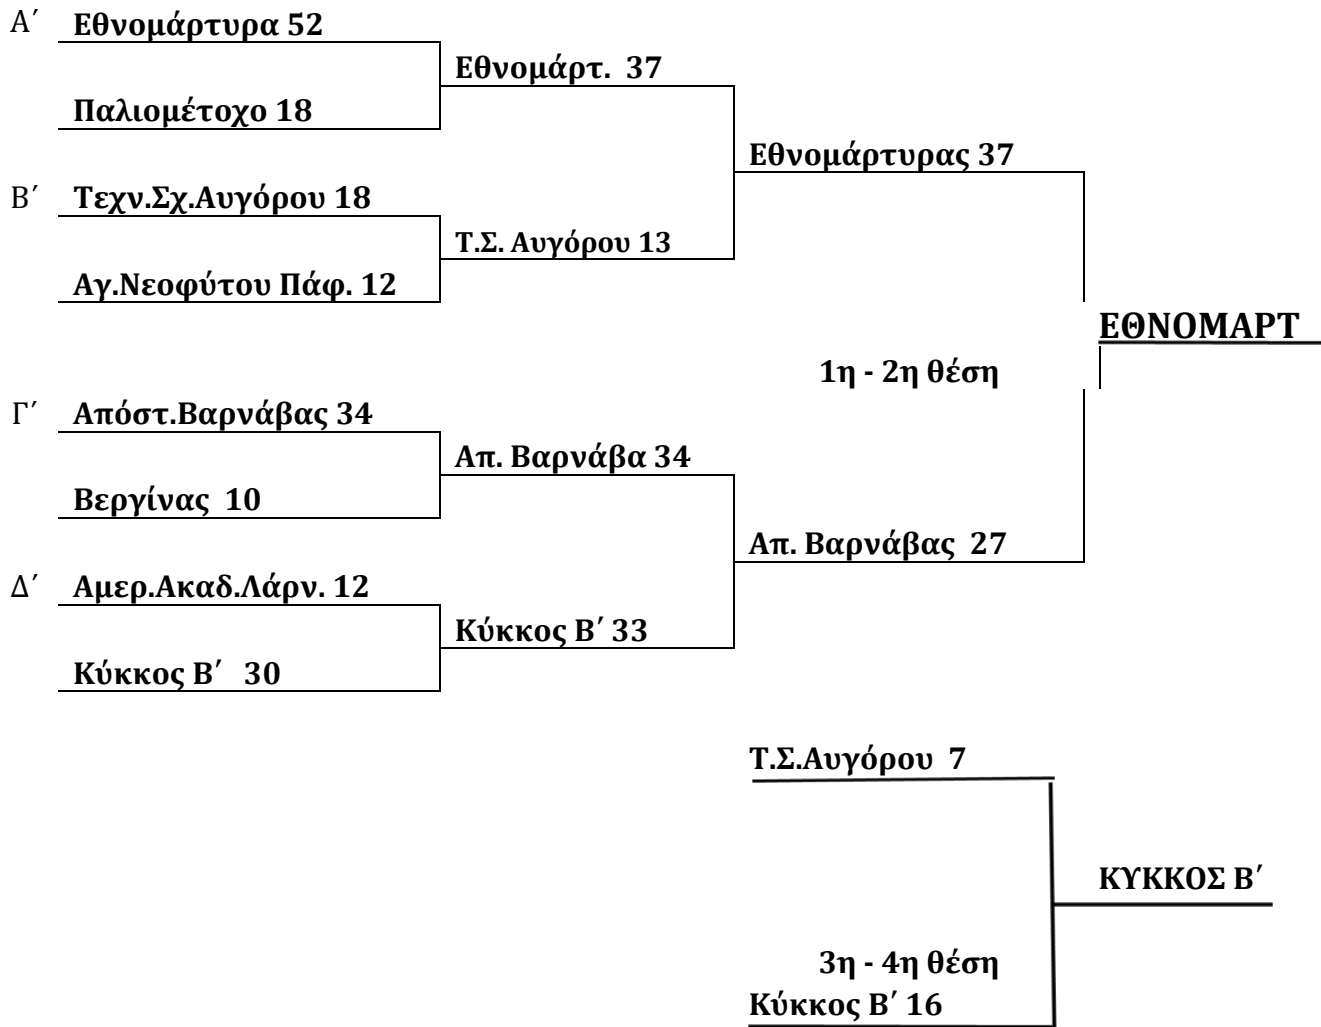 Α΄ Εθνομάρτυρα 52
Εθνομάρτ. 37
Παλιομέτοχο 18
Εθνομάρτυρας 37
Β΄ Τεχν.Σχ.Αυγόρου 18
Τ.Σ. Αυγόρου 13
Αγ.Νεοφύτου Πάφ. 12
ΕΘΝΟΜΑΡΤ
1η - 2η θέση
Γ΄ Απόστ.Βαρνάβας 34
Απ. Βαρνάβα 34
Βεργίνας 10
Απ. Βαρνάβας 27
Δ΄ Αμερ.Ακαδ.Λάρν. 12
Κύκκος Β΄ 33
Κύκκος Β΄ 30
Τ.Σ.Αυγόρου 7
ΚΥΚΚΟΣ Β΄
3η - 4η θέση
Κύκκος Β΄ 16